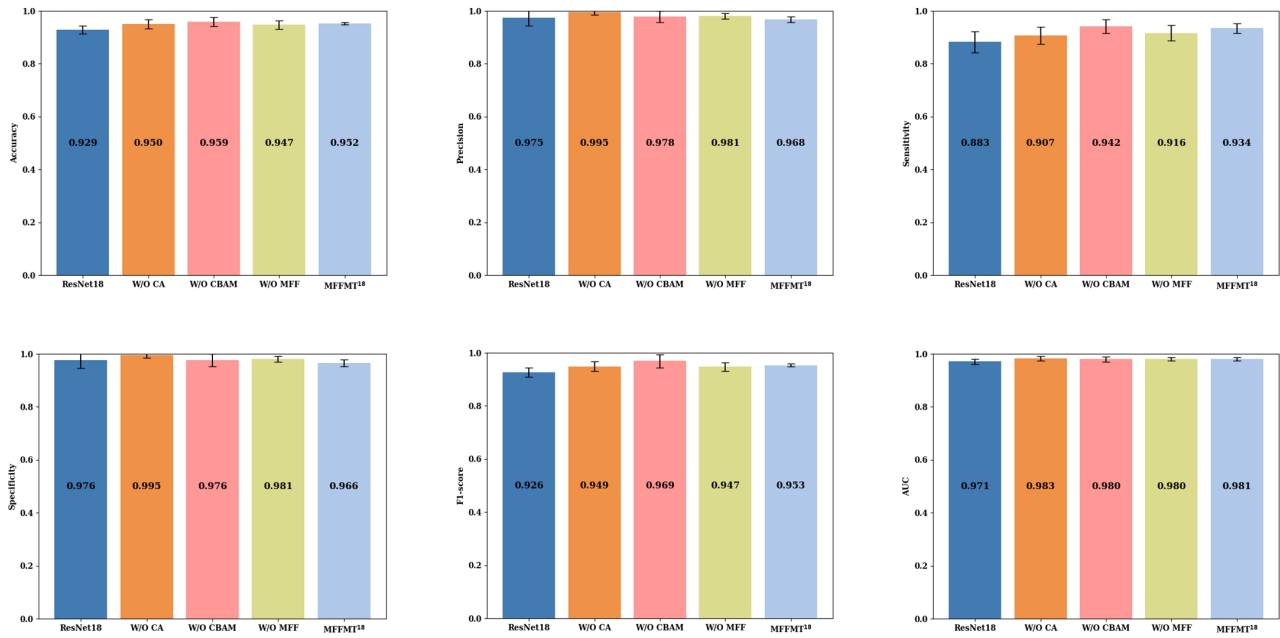 1.0
0.8
0.6
0.4
0.2
0.0
Accuracy
0.929 0.950 0.959 0.947 0.952
ResNet18 W/O CA W/O CBAM W/O MFF MFFMT¹⁸
1.0
0.8
0.6
0.4
0.2
0.0
Precision
0.975 0.995 0.978 0.981 0.968
ResNet18 W/O CA W/O CBAM W/O MFF MFFMT¹⁸
1.0
0.8
0.6
0.4
0.2
0.0
Sensitivity
0.883 0.907 0.942 0.916 0.934
ResNet18 W/O CA W/O CBAM W/O MFF MFFMT¹⁸
1.0
0.8
0.6
0.4
0.2
0.0
Specificity
0.976 0.995 0.976 0.981 0.966
ResNet18 W/O CA W/O CBAM W/O MFF MFFMT¹⁸
1.0
0.8
0.6
0.4
0.2
0.0
F1-score
0.926 0.949 0.969 0.947 0.953
ResNet18 W/O CA W/O CBAM W/O MFF MFFMT¹⁸
1.0
0.8
0.6
0.4
0.2
0.0
AUC
0.971 0.983 0.980 0.980 0.981
ResNet18 W/O CA W/O CBAM W/O MFF MFFMT¹⁸